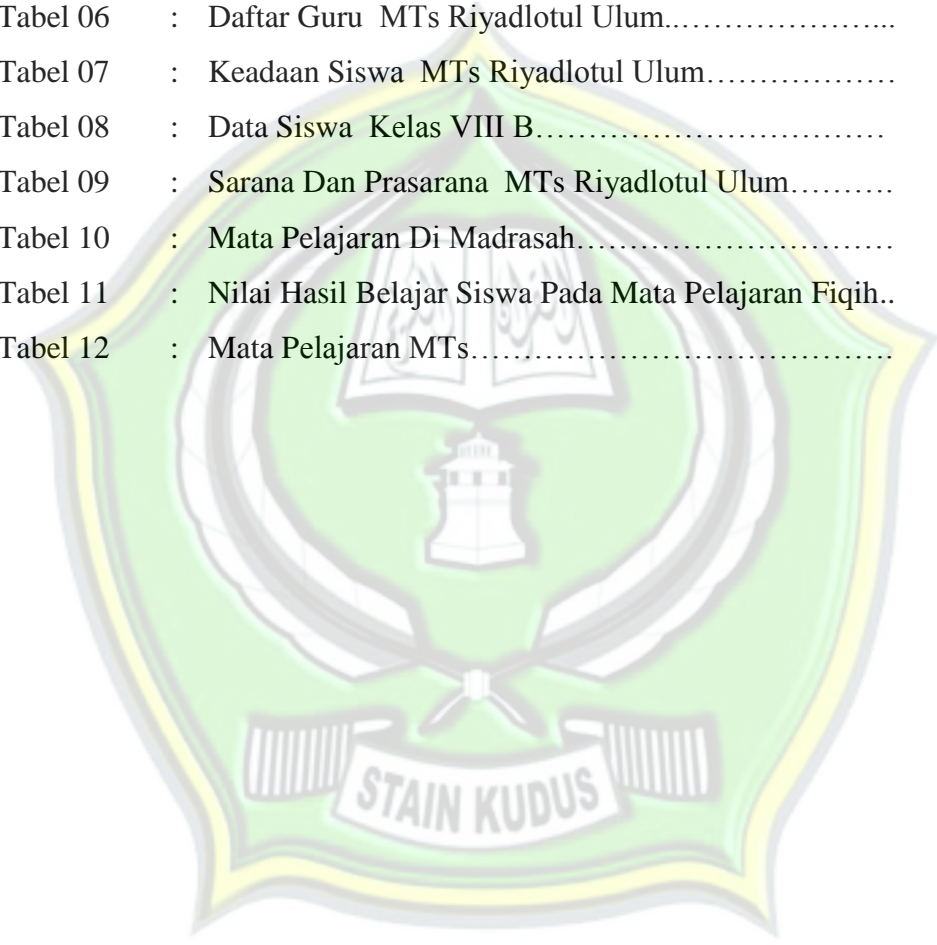 Tabel 06 : Daftar Guru MTs Riyadlotul Ulum..…………………...
Tabel 07 : Keadaan Siswa MTs Riyadlotul Ulum………………
Tabel 08 : Data Siswa Kelas VIII B……………………………
Tabel 09 : Sarana Dan Prasarana MTs Riyadlotul Ulum……….
Tabel 10 : Mata Pelajaran Di Madrasah…………………………
Tabel 11 : Nilai Hasil Belajar Siswa Pada Mata Pelajaran Fiqih..
Tabel 12 : Mata Pelajaran MTs………………………………….
STAIN KUDUS